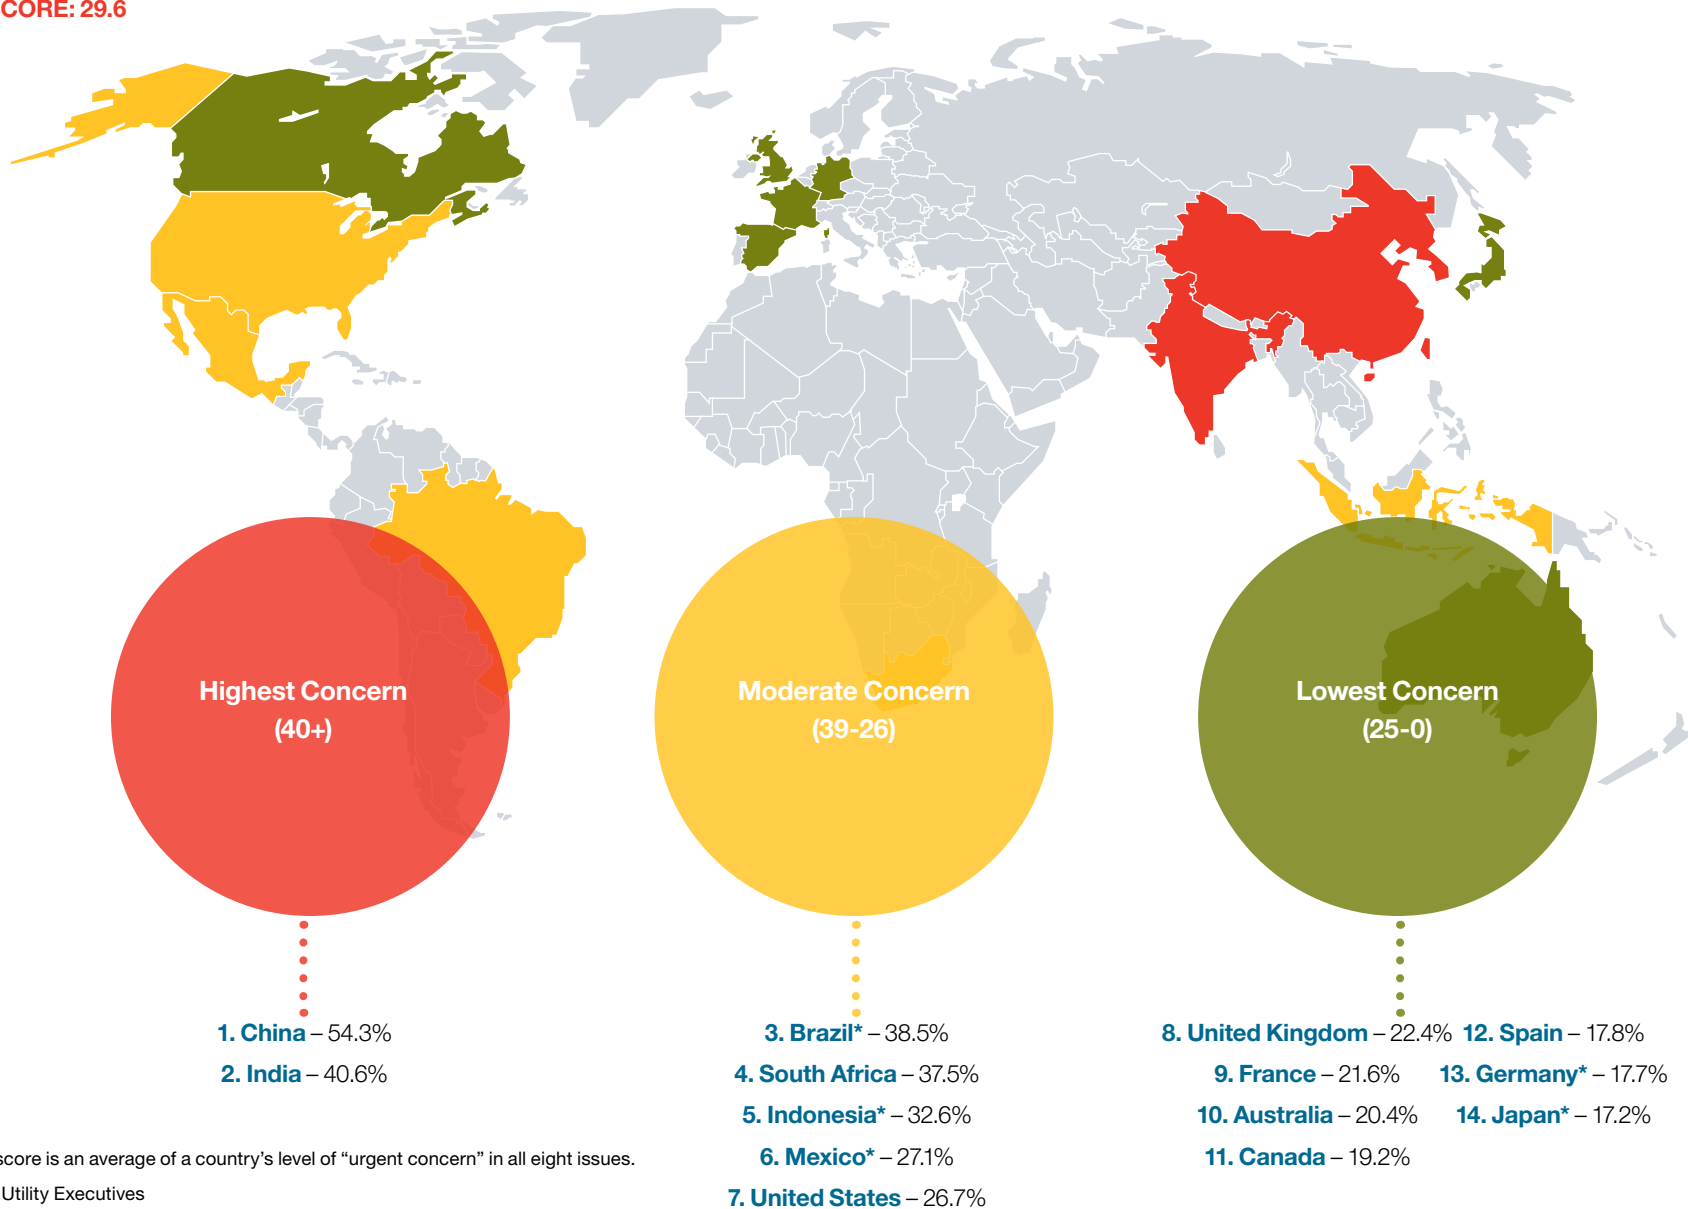 CORE: 29.6
Highest Concern
(40+)
Moderate Concern
(39-26)
Lowest Concern
(25-0)
1. China – 54.3%
2. India – 40.6%
3. Brazil* – 38.5%
4. South Africa – 37.5%
5. Indonesia* – 32.6%
6. Mexico* – 27.1%
7. United States – 26.7%
8. United Kingdom – 22.4%
9. France – 21.6%
10. Australia – 20.4%
11. Canada – 19.2%
12. Spain – 17.8%
13. Germany* – 17.7%
14. Japan* – 17.2%
score is an average of a country’s level of “urgent concern” in all eight issues.
Utility Executives